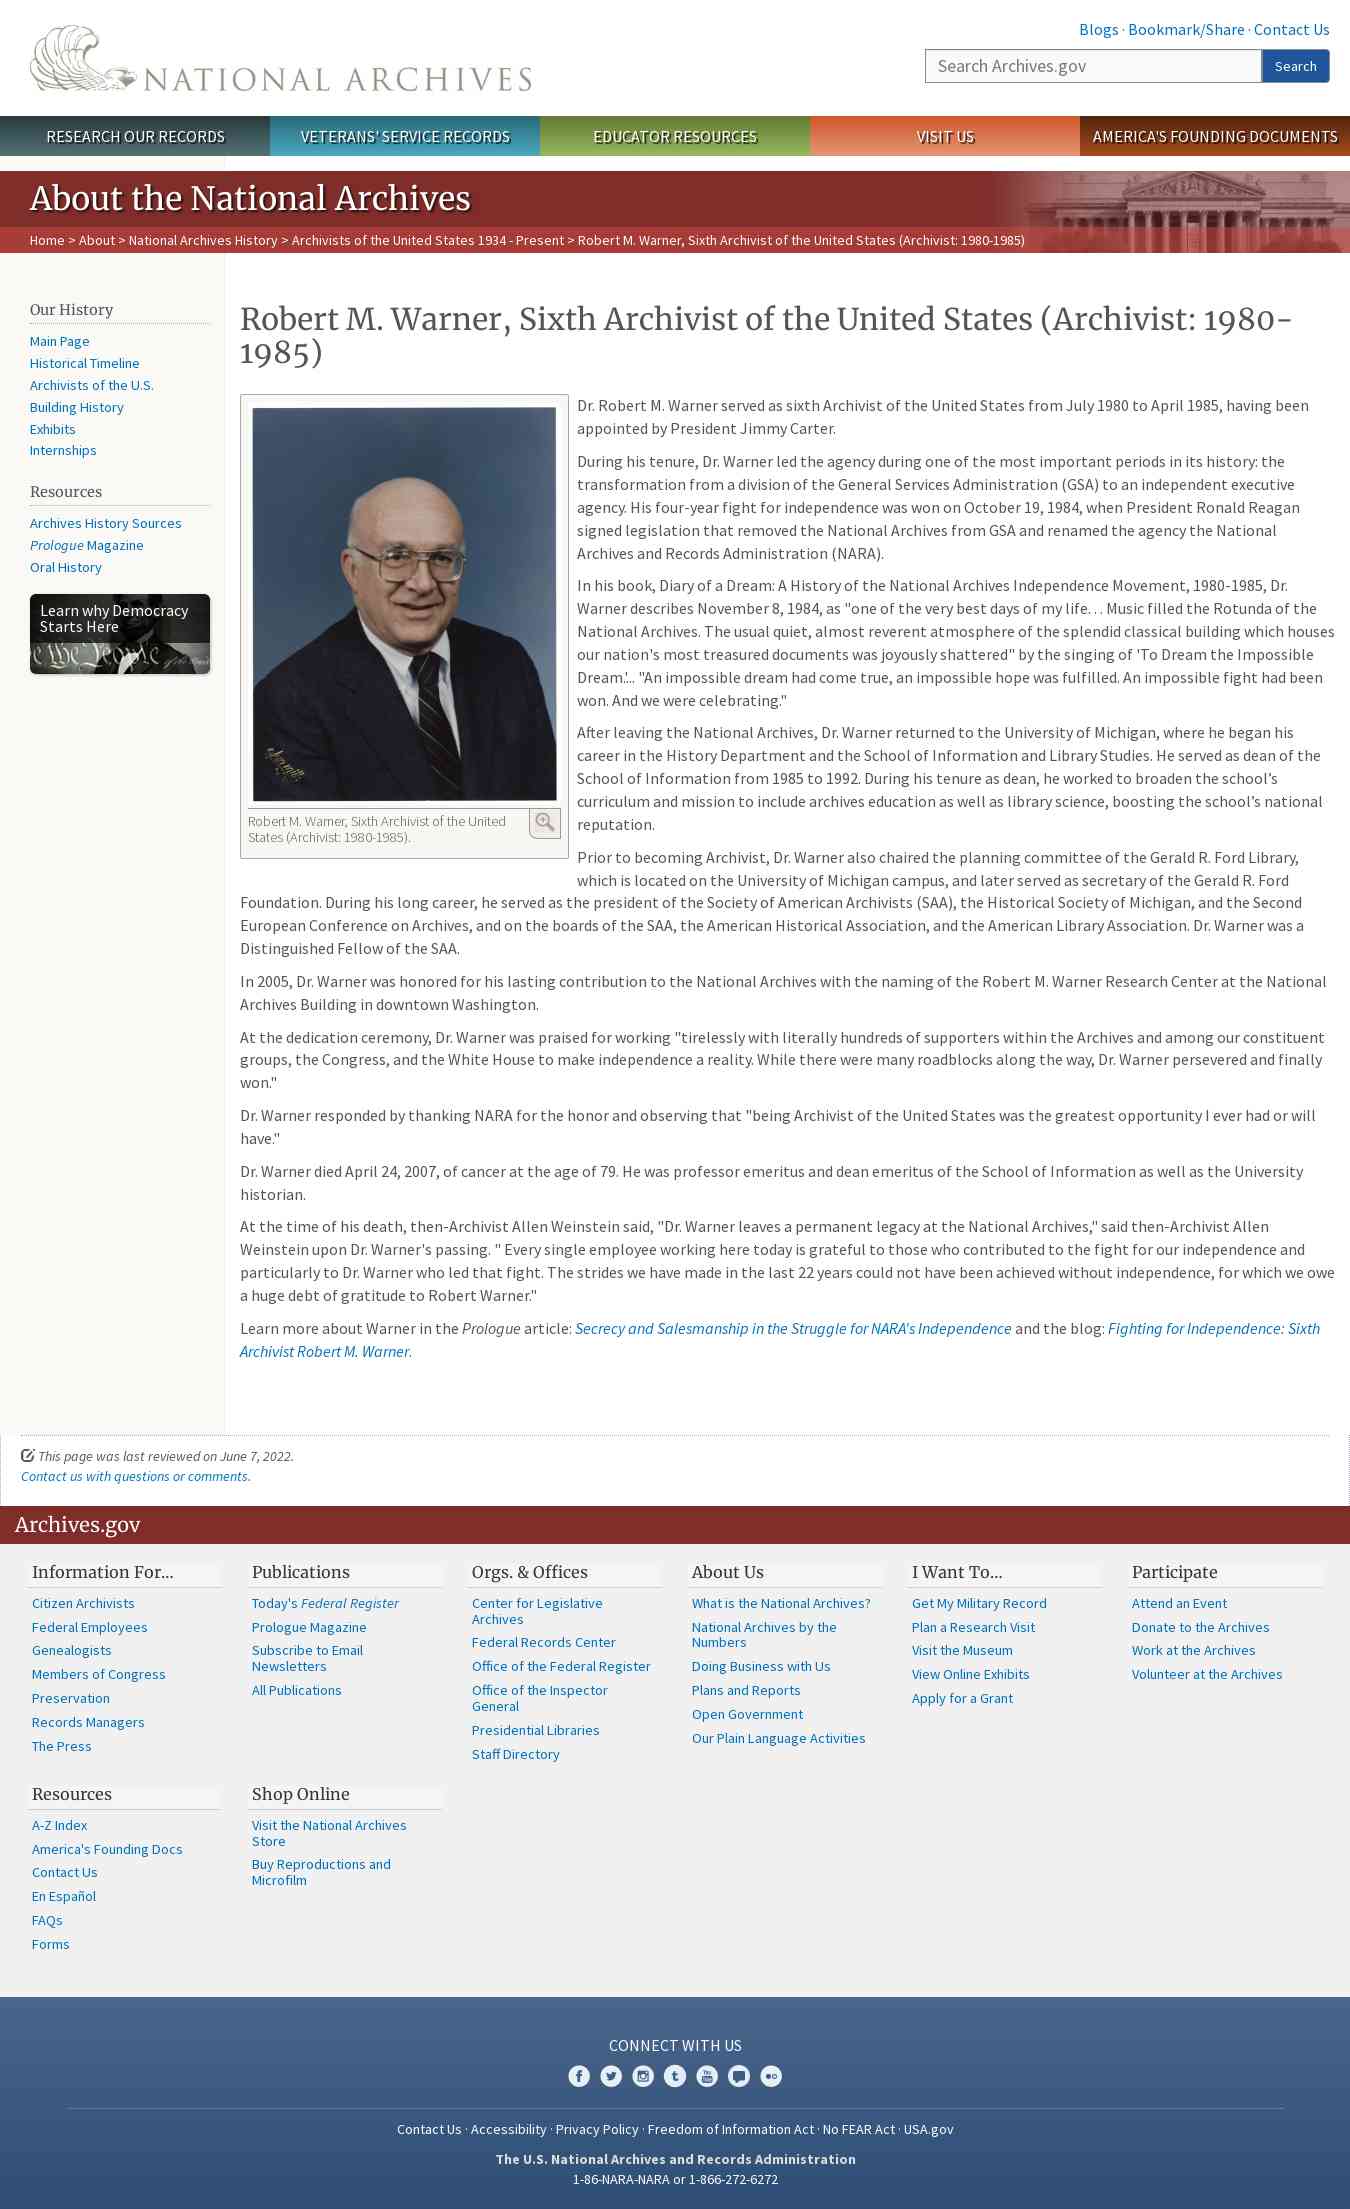 NATIONAL ARCHIVES
Blogs · Bookmark/Share · Contact Us
Search Archives.gov
Search
RESEARCH OUR RECORDS
VETERANS' SERVICE RECORDS
EDUCATOR RESOURCES
VISIT US
AMERICA'S FOUNDING DOCUMENTS
About the National Archives
Home > About > National Archives History > Archivists of the United States 1934 - Present > Robert M. Warner, Sixth Archivist of the United States (Archivist: 1980-1985)
Our History
Main Page
Historical Timeline
Archivists of the U.S.
Building History
Exhibits
Internships
Resources
Archives History Sources
Prologue Magazine
Oral History
Learn why Democracy
Starts Here
e the People
Robert M. Warner, Sixth Archivist of the United States (Archivist: 1980-
1985)
Robert M. Warner, Sixth Archivist of the United
States (Archivist: 1980-1985).
Dr. Robert M. Warner served as sixth Archivist of the United States from July 1980 to April 1985, having been
appointed by President Jimmy Carter.
During his tenure, Dr. Warner led the agency during one of the most important periods in its history: the
transformation from a division of the General Services Administration (GSA) to an independent executive
agency. His four-year fight for independence was won on October 19, 1984, when President Ronald Reagan
signed legislation that removed the National Archives from GSA and renamed the agency the National
Archives and Records Administration (NARA).
In his book, Diary of a Dream: A History of the National Archives Independence Movement, 1980-1985, Dr.
Warner describes November 8, 1984, as "one of the very best days of my life. . . Music filled the Rotunda of the
National Archives. The usual quiet, almost reverent atmosphere of the splendid classical building which houses
our nation's most treasured documents was joyously shattered" by the singing of 'To Dream the Impossible
Dream.'... "An impossible dream had come true, an impossible hope was fulfilled. An impossible fight had been
won. And we were celebrating."
After leaving the National Archives, Dr. Warner returned to the University of Michigan, where he began his
career in the History Department and the School of Information and Library Studies. He served as dean of the
School of Information from 1985 to 1992. During his tenure as dean, he worked to broaden the school’s
curriculum and mission to include archives education as well as library science, boosting the school’s national
reputation.
Prior to becoming Archivist, Dr. Warner also chaired the planning committee of the Gerald R. Ford Library,
which is located on the University of Michigan campus, and later served as secretary of the Gerald R. Ford
Foundation. During his long career, he served as the president of the Society of American Archivists (SAA), the Historical Society of Michigan, and the Second
European Conference on Archives, and on the boards of the SAA, the American Historical Association, and the American Library Association. Dr. Warner was a
Distinguished Fellow of the SAA.
In 2005, Dr. Warner was honored for his lasting contribution to the National Archives with the naming of the Robert M. Warner Research Center at the National
Archives Building in downtown Washington.
At the dedication ceremony, Dr. Warner was praised for working "tirelessly with literally hundreds of supporters within the Archives and among our constituent
groups, the Congress, and the White House to make independence a reality. While there were many roadblocks along the way, Dr. Warner persevered and finally
won."
Dr. Warner responded by thanking NARA for the honor and observing that "being Archivist of the United States was the greatest opportunity I ever had or will
have."
Dr. Warner died April 24, 2007, of cancer at the age of 79. He was professor emeritus and dean emeritus of the School of Information as well as the University
historian.
At the time of his death, then-Archivist Allen Weinstein said, "Dr. Warner leaves a permanent legacy at the National Archives," said then-Archivist Allen
Weinstein upon Dr. Warner's passing. " Every single employee working here today is grateful to those who contributed to the fight for our independence and
particularly to Dr. Warner who led that fight. The strides we have made in the last 22 years could not have been achieved without independence, for which we owe
a huge debt of gratitude to Robert Warner."
Learn more about Warner in the Prologue article: Secrecy and Salesmanship in the Struggle for NARA's Independence and the blog: Fighting for Independence: Sixth
Archivist Robert M. Warner.
This page was last reviewed on June 7, 2022.
Contact us with questions or comments.
Archives.gov
Information For…
Citizen Archivists
Federal Employees
Genealogists
Members of Congress
Preservation
Records Managers
The Press
Publications
Today's Federal Register
Prologue Magazine
Subscribe to Email
Newsletters
All Publications
Orgs. & Offices
Center for Legislative
Archives
Federal Records Center
Office of the Federal Register
Office of the Inspector
General
Presidential Libraries
Staff Directory
About Us
What is the National Archives?
National Archives by the
Numbers
Doing Business with Us
Plans and Reports
Open Government
Our Plain Language Activities
I Want To…
Get My Military Record
Plan a Research Visit
Visit the Museum
View Online Exhibits
Apply for a Grant
Participate
Attend an Event
Donate to the Archives
Work at the Archives
Volunteer at the Archives
Resources
A-Z Index
America's Founding Docs
Contact Us
En Español
FAQs
Forms
Shop Online
Visit the National Archives
Store
Buy Reproductions and
Microfilm
CONNECT WITH US
Contact Us · Accessibility · Privacy Policy · Freedom of Information Act · No FEAR Act · USA.gov
The U.S. National Archives and Records Administration
1-86-NARA-NARA or 1-866-272-6272